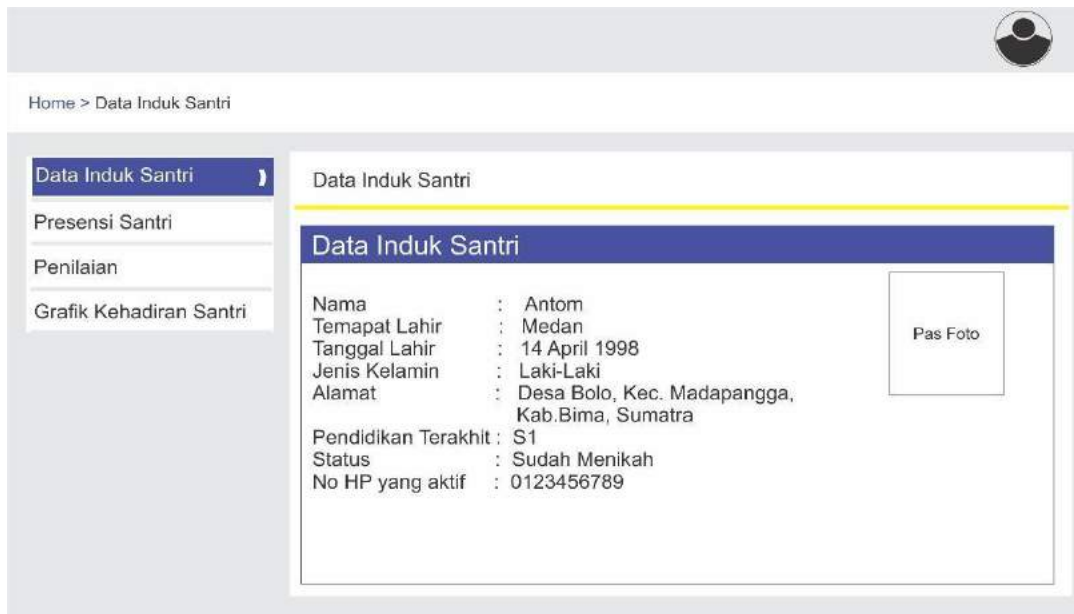 Home > Data Induk Santri
Data Induk Santri
Presensi Santri
Penilaian
Grafik Kehadiran Santri
Data Induk Santri
Data Induk Santri
Nama : Antom
Temapat Lahir : Medan
Tanggal Lahir : 14 April 1998
Jenis Kelamin : Laki-Laki
Alamat : Desa Bolo, Kec. Madapangga,
Kab.Bima, Sumatra
Pendidikan Terakhit : S1
Status : Sudah Menikah
No HP yang aktif : 0123456789
Pas Foto